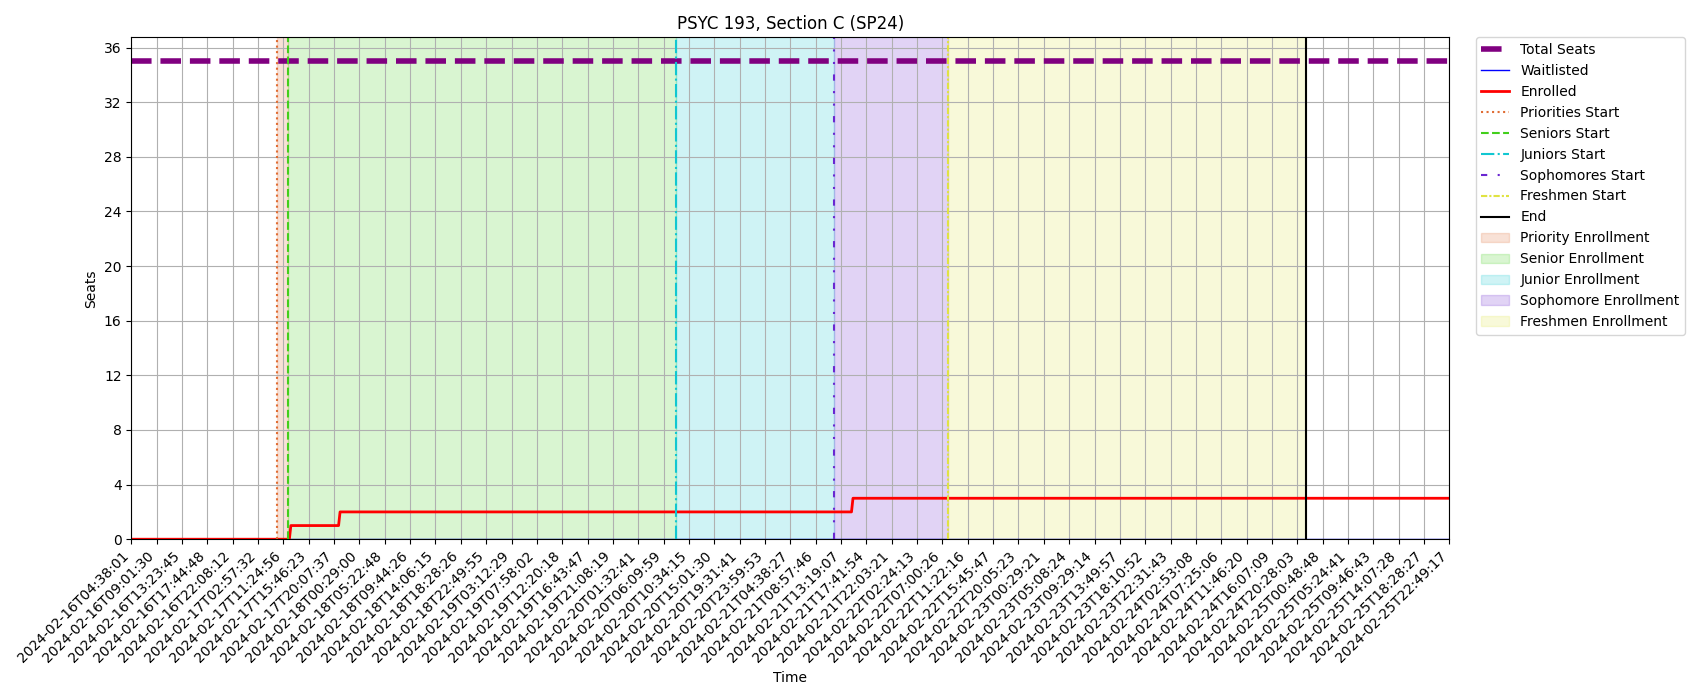 PSYC 193, Section C (SP24)
Seats
36
32
28
24
20
16
12
8
4
0
2024-02-16T04:38:01
2024-02-16T09:01:30
2024-02-16T13:23:45
2024-02-16T17:44:48
2024-02-16T22:08:12
2024-02-17T02:57:32
2024-02-17T11:24:56
2024-02-17T15:46:23
2024-02-17T20:07:37
2024-02-18T00:29:00
2024-02-18T05:22:48
2024-02-18T09:44:26
2024-02-18T14:06:15
2024-02-18T18:28:26
2024-02-18T22:49:55
2024-02-19T03:12:29
2024-02-19T07:58:02
2024-02-19T12:20:18
2024-02-19T16:43:47
2024-02-19T21:08:19
2024-02-20T01:32:41
2024-02-20T06:09:59
2024-02-20T10:34:15
2024-02-20T15:01:30
2024-02-20T19:31:41
2024-02-20T23:59:53
2024-02-21T04:38:27
2024-02-21T08:57:46
2024-02-21T13:19:07
2024-02-21T17:41:54
2024-02-21T22:03:21
2024-02-22T02:24:13
2024-02-22T07:00:26
2024-02-22T11:22:16
2024-02-22T15:45:47
2024-02-22T20:05:23
2024-02-23T00:29:21
2024-02-23T05:08:24
2024-02-23T09:29:14
2024-02-23T13:49:57
2024-02-23T18:10:52
2024-02-23T22:31:43
2024-02-24T02:53:08
2024-02-24T07:25:06
2024-02-24T11:46:20
2024-02-24T16:07:09
2024-02-24T20:28:03
2024-02-25T00:48:48
2024-02-25T05:24:41
2024-02-25T09:46:43
2024-02-25T14:07:28
2024-02-25T18:28:27
2024-02-25T22:49:17
Time
Total Seats
Waitlisted
Enrolled
Priorities Start
Seniors Start
Juniors Start
Sophomores Start
Freshmen Start
End
Priority Enrollment
Senior Enrollment
Junior Enrollment
Sophomore Enrollment
Freshmen Enrollment